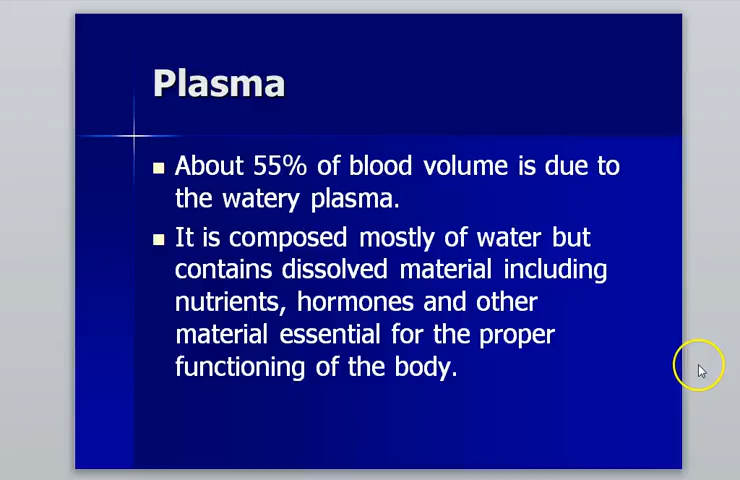 Plasma
About 55% of blood volume is due to
the watery plasma.
It is composed mostly of water but
contains dissolved material including
nutrients, hormones and other
material essential for the proper
functioning of the body.